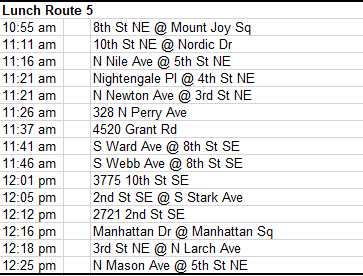 Lunch Route 5
10:55 am 8th St NE @ Mount Joy Sq
11:11 am 10th St NE @ Nordic Dr
11:16 am N Nile Ave @ 5th St NE
11:21 am Nightengale Pl @ 4th St NE
11:21 am N Newton Ave @ 3rd St NE
11:26 am 328 N Perry Ave
11:37 am 4520 Grant Rd
11:41 am S Ward Ave @ 8th St SE
11:46 am S Webb Ave @ 8th St SE
12:01 pm 3775 10th St SE
12:05 pm 2nd St SE @ S Stark Ave
12:12 pm 2721 2nd St SE
12:16 pm Manhattan Dr @ Manhattan Sq
12:18 pm 3rd St NE @ N Larch Ave
12:25 pm N Mason Ave @ 5th St NE